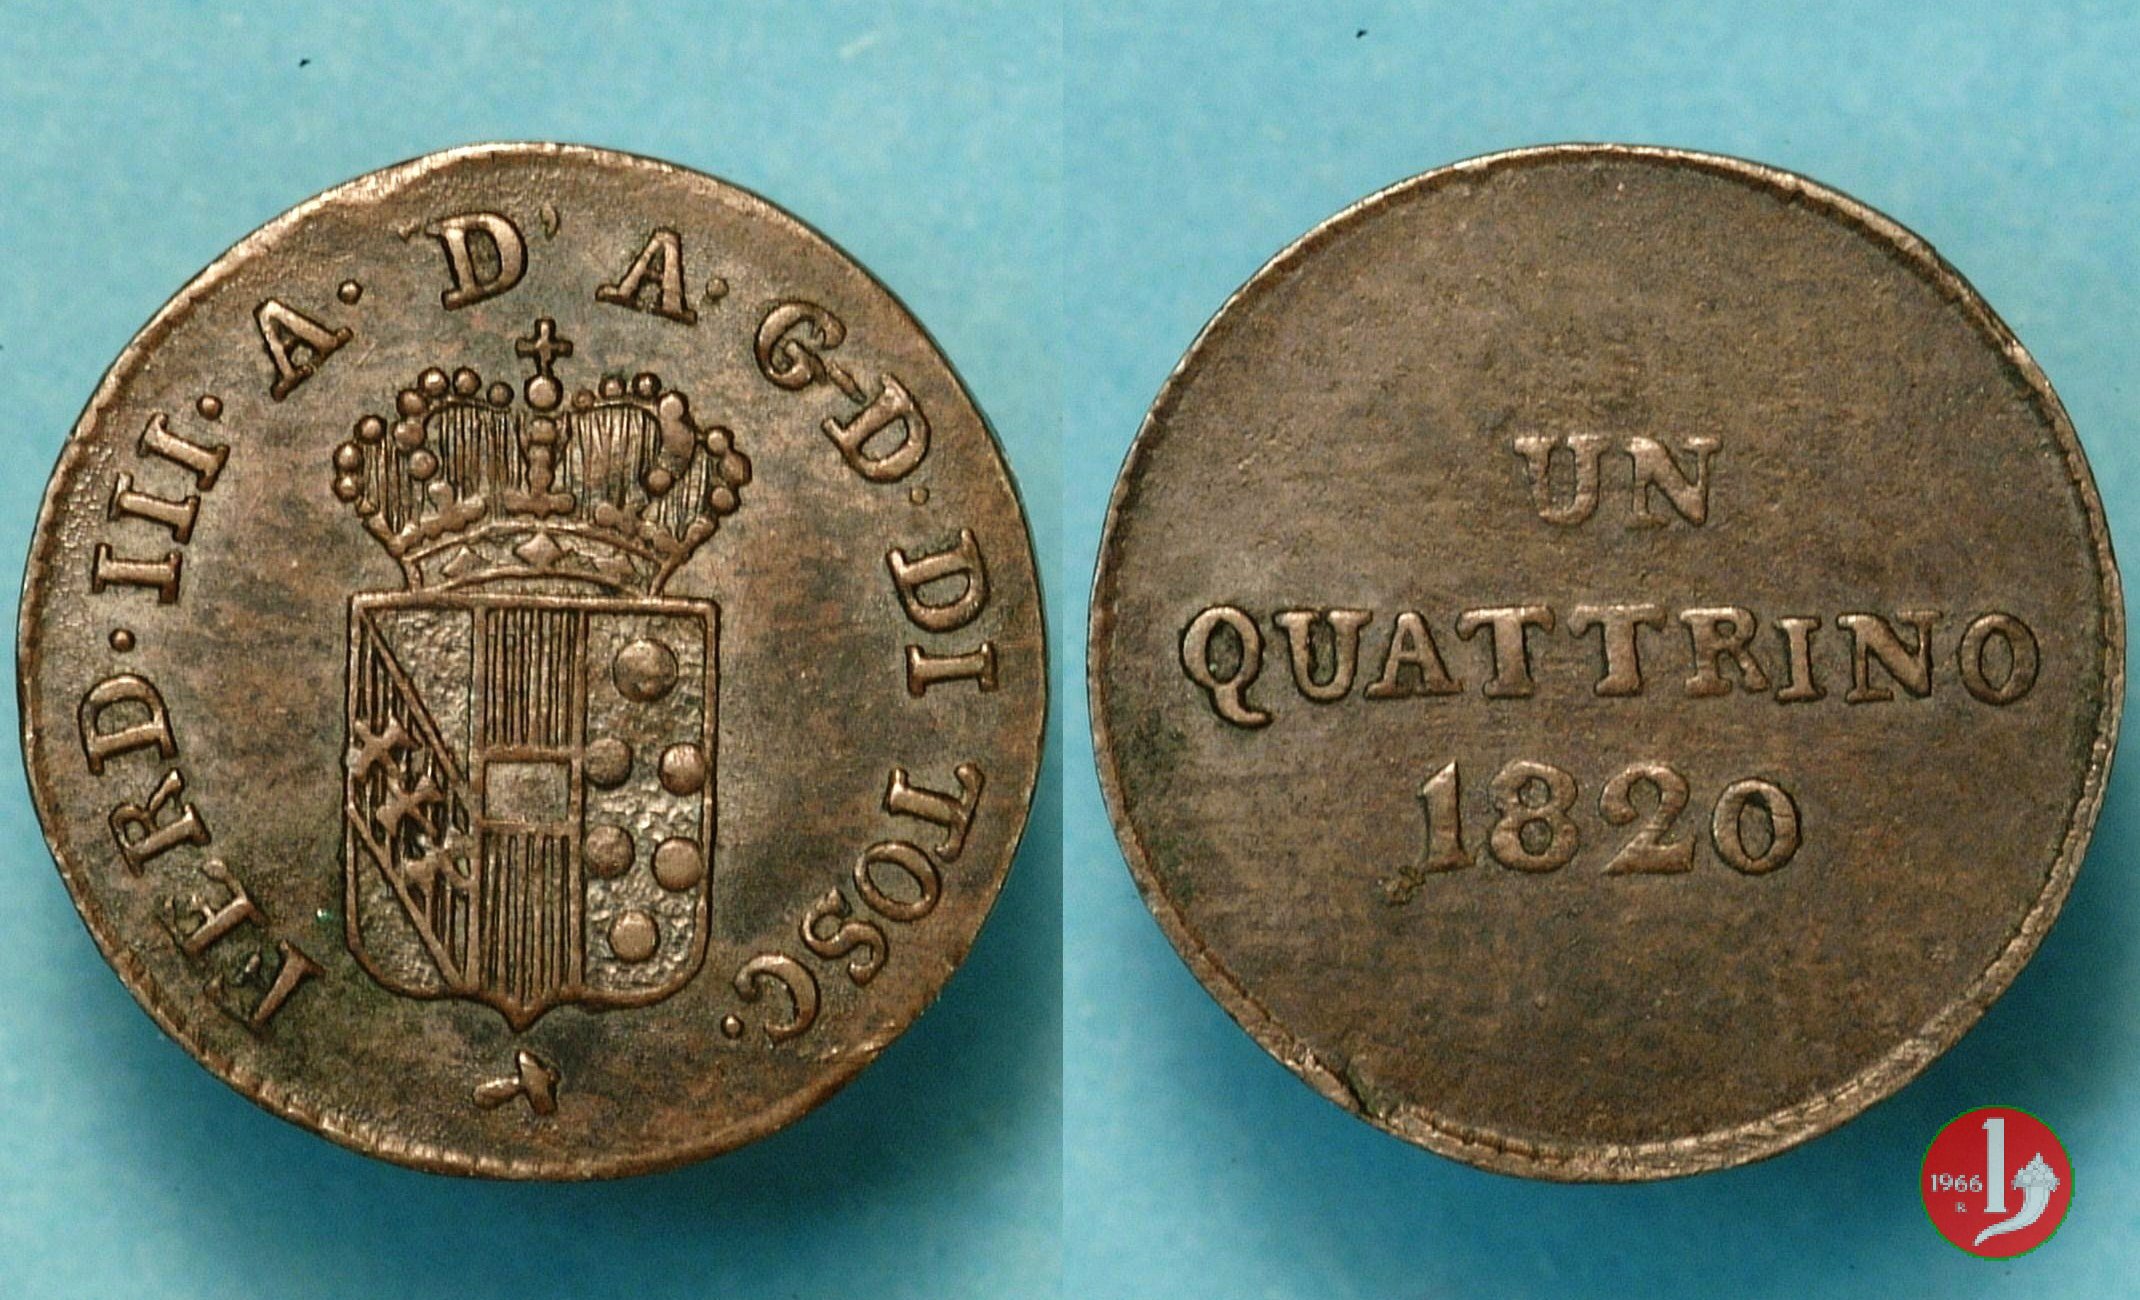 FERD. III. A. D' A. G-D. DI TOSC.
UN
QUATTRINO
1820
1966
R